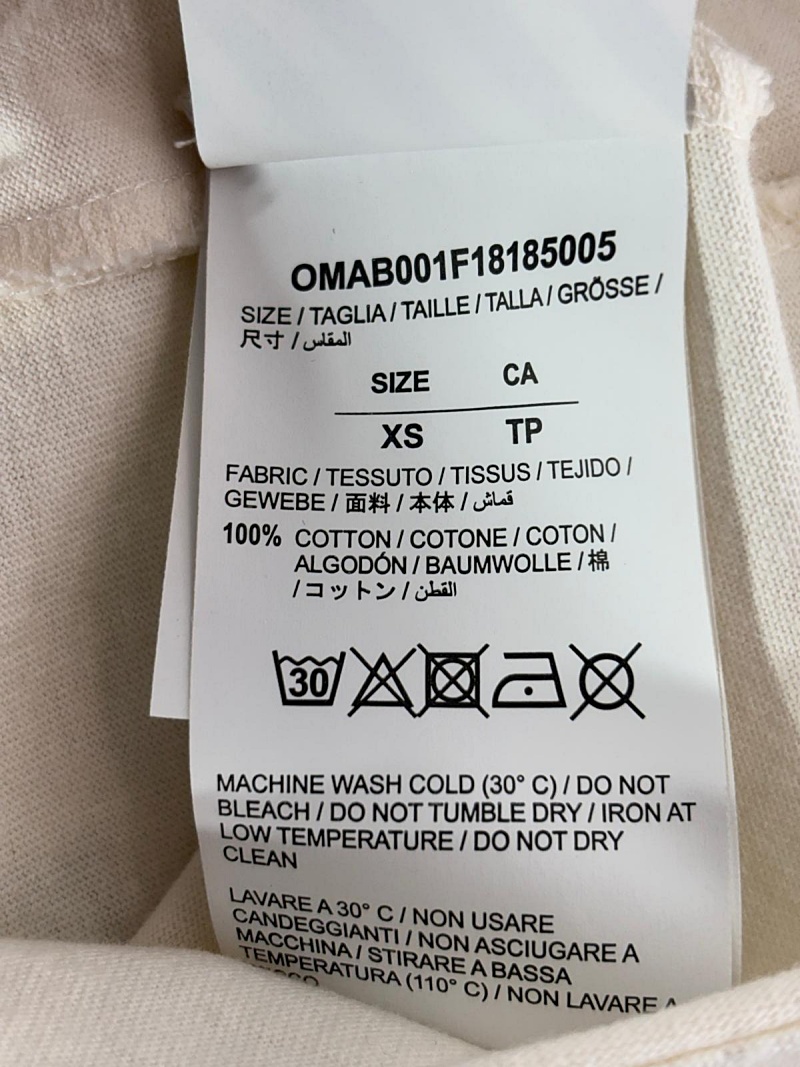 OMAB001F18185005
SIZE / TAGLIA / TAILLE / TALLA / GRÖSSE /
尺寸 / المقاس
SIZE CA
XS TP
FABRIC / TESSUTO / TISSUS / TEJIDO /
GEWEBE / 面料 / 本体 / قماش
100% COTTON / COTONE / COTON /
ALGODÓN / BAUMWOLLE / 棉
/ コットン / القطن
30
MACHINE WASH COLD (30° C) / DO NOT
BLEACH / DO NOT TUMBLE DRY / IRON AT
LOW TEMPERATURE / DO NOT DRY
CLEAN
LAVARE A 30° C / NON USARE
CANDEGGIANTI / NON ASCIUGARE A
MACCHINA / STIRARE A BASSA
TEMPERATURA (110° C) / NON LAVARE A